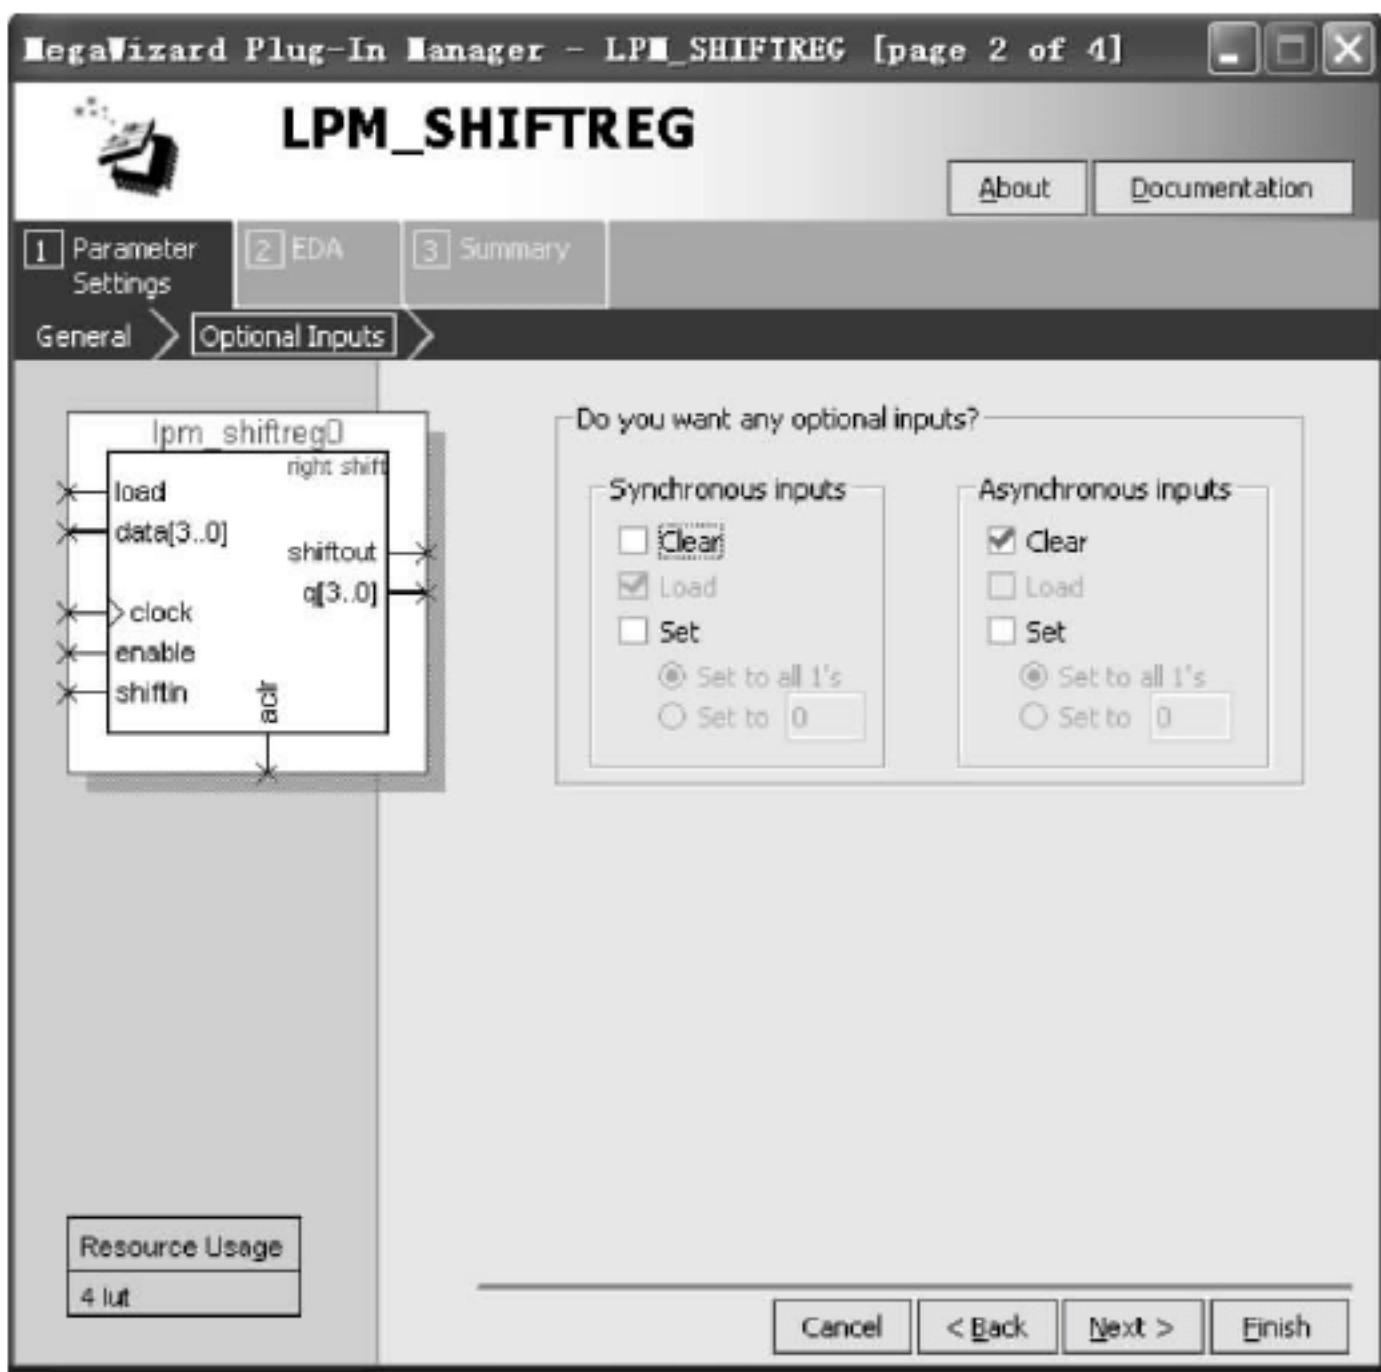 MegaWizard Plug-In Manager - LPM_SHIFTREG [page 2 of 4]
LPM_SHIFTREG
About
Documentation
1 Parameter Settings
2 EDA
3 Summary
General
Optional Inputs
lpm_shiftreg0
right shift
load
data[3..0]
shiftout
q[3..0]
clock
enable
shiftin
aclr
Do you want any optional inputs?
Synchronous inputs
Clear
Load
Set
Set to all 1's
Set to 0
Asynchronous inputs
Clear
Load
Set
Set to all 1's
Set to 0
Resource Usage
4 lut
Cancel
< Back
Next >
Finish